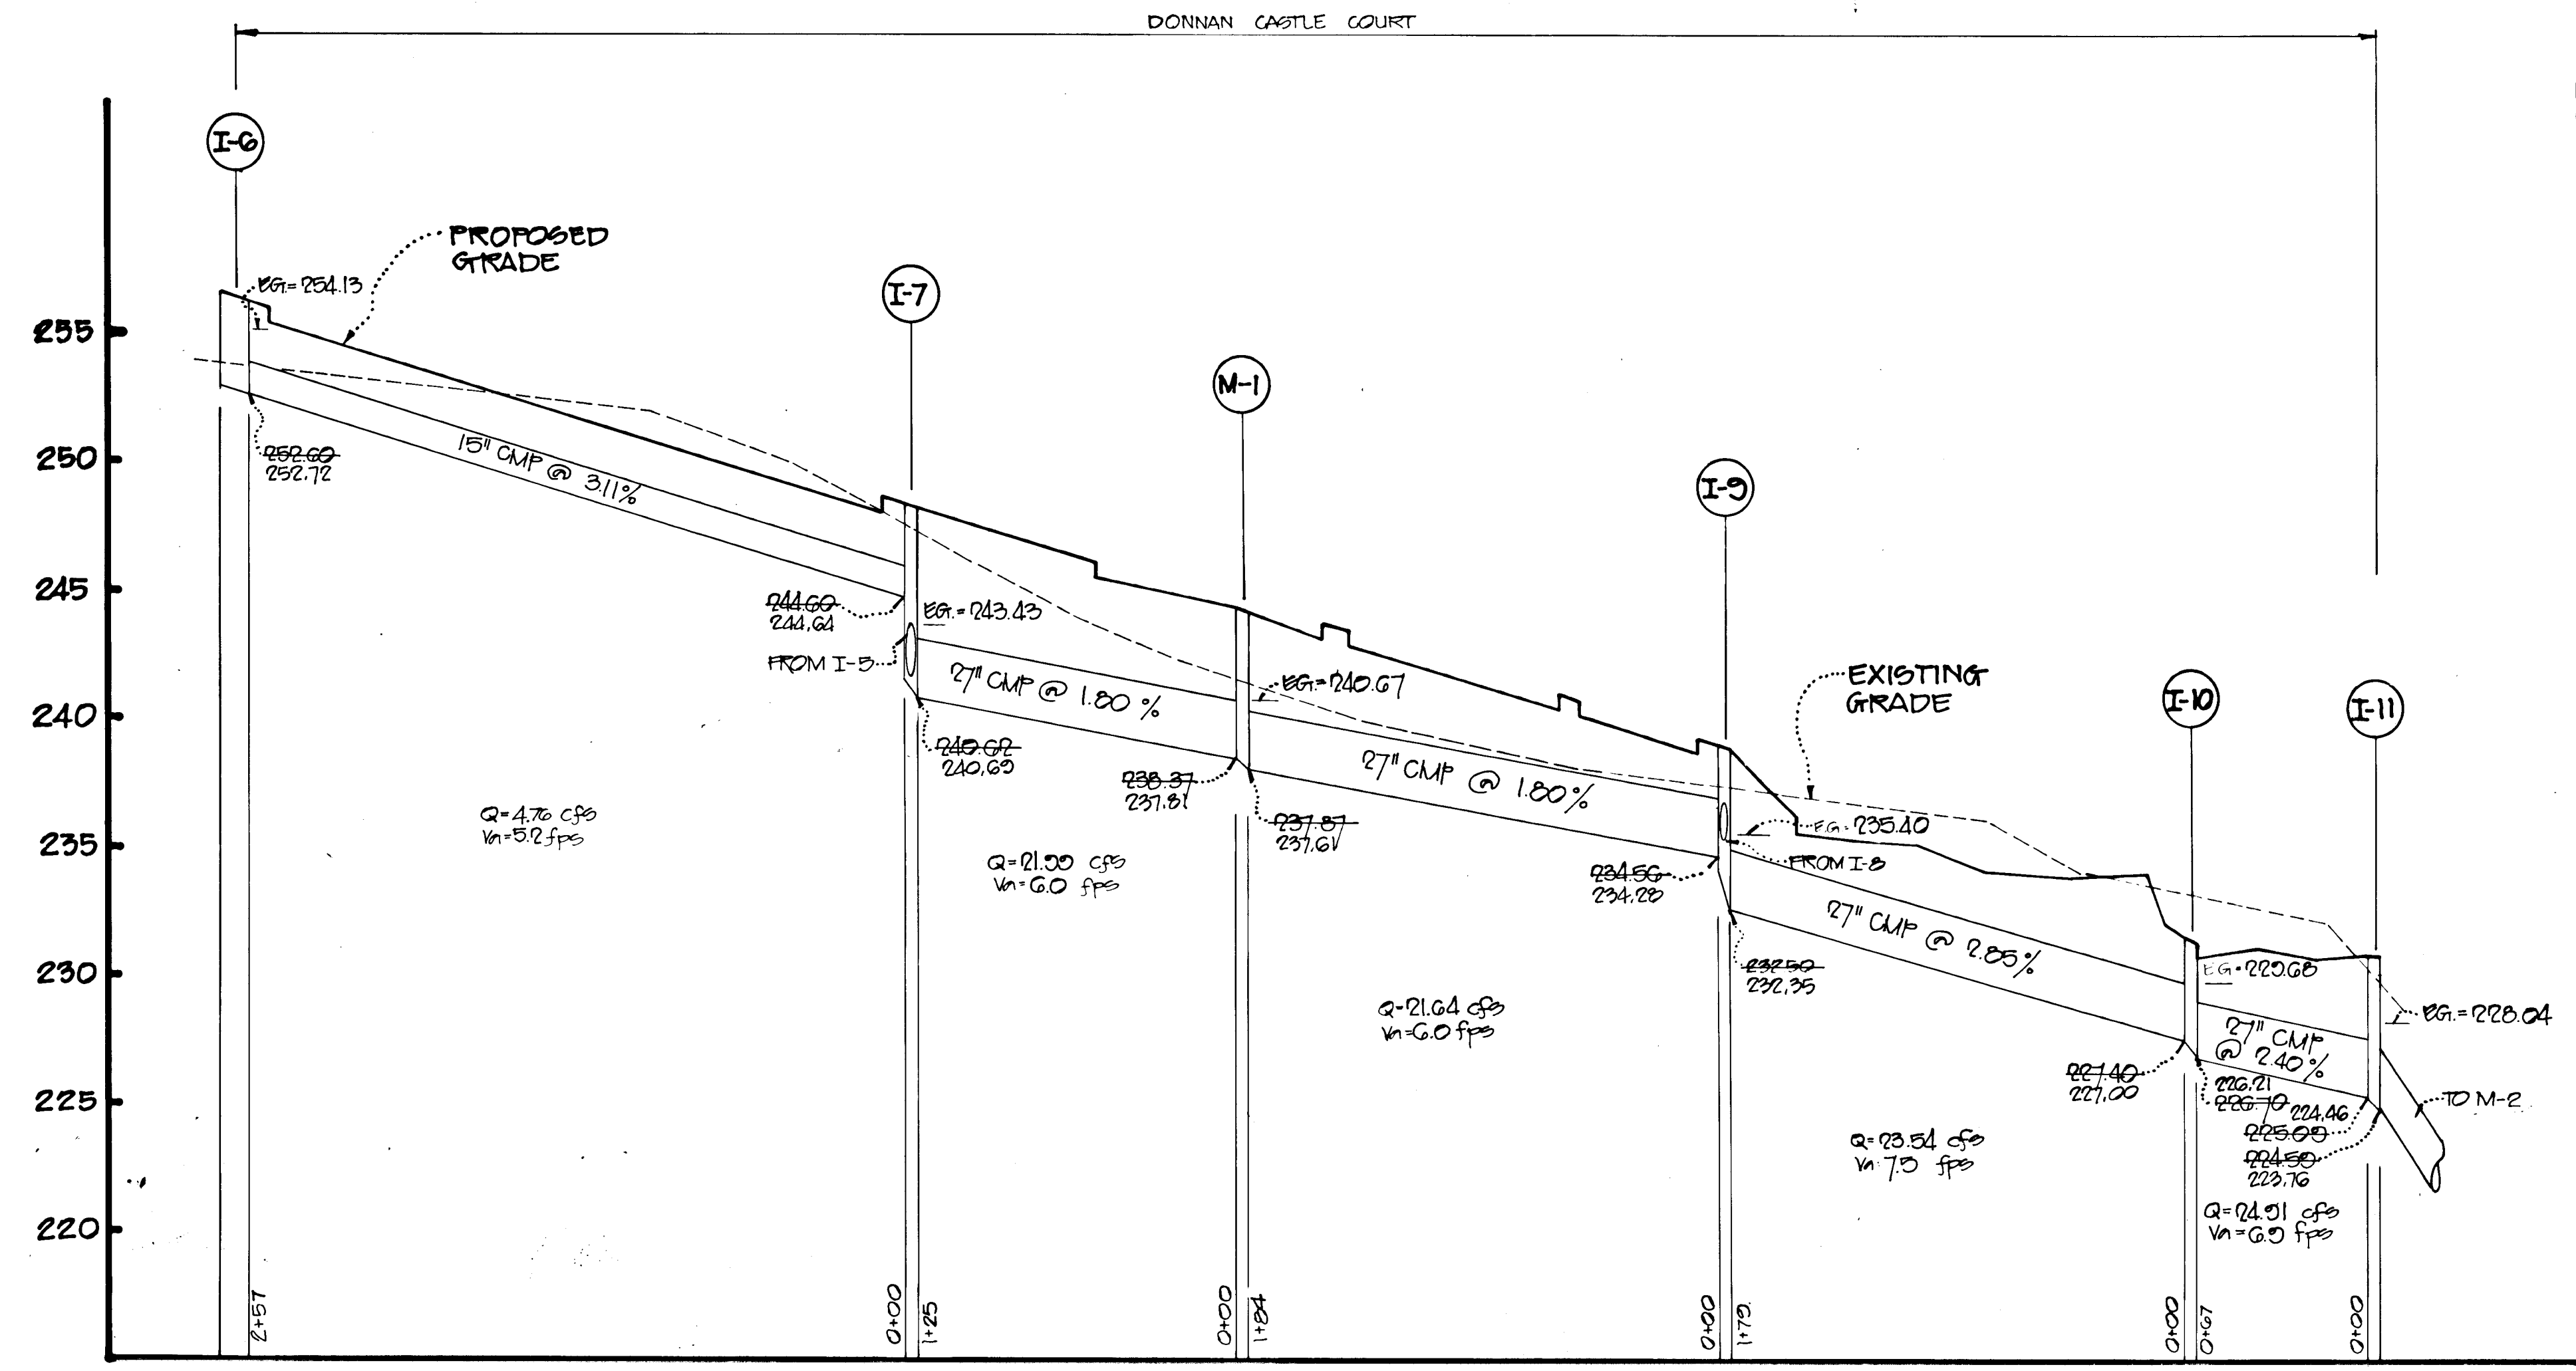 DONNAN CASTLE COURT
I-6
PROPOSED
GRADE
EG.=254.13
I-7
M-1
I-9
I-10
I-11
255
250
245
240
235
230
225
220
15" CMP @ 3.11%
252.60
252.72
244.60
244.64
FROM I-5
EG.=243.43
27" CMP @ 1.80 %
240.62
240.69
238.37
237.81
EG.=240.67
27" CMP @ 1.80%
237.87
237.61
EXISTING
GRADE
EG.=235.40
FROM I-8
234.56
234.28
27" CMP @ 2.85%
232.50
232.35
EG=229.68
EG.=228.04
27" CMP
@ 2.40%
227.40
227.00
226.21
226.70
224.46
225.09
224.50
223.76
TO M-2
Q=4.76 cfs
Vn=5.2 fps
Q=21.99 cfs
Vn=6.0 fps
Q=21.64 cfs
Vn=6.0 fps
Q=23.54 cfs
Vn=7.5 fps
Q=24.91 cfs
Vn=6.9 fps
2+57
0+00
1+25
0+00
1+84
0+00
1+79
0+00
0+67
0+00